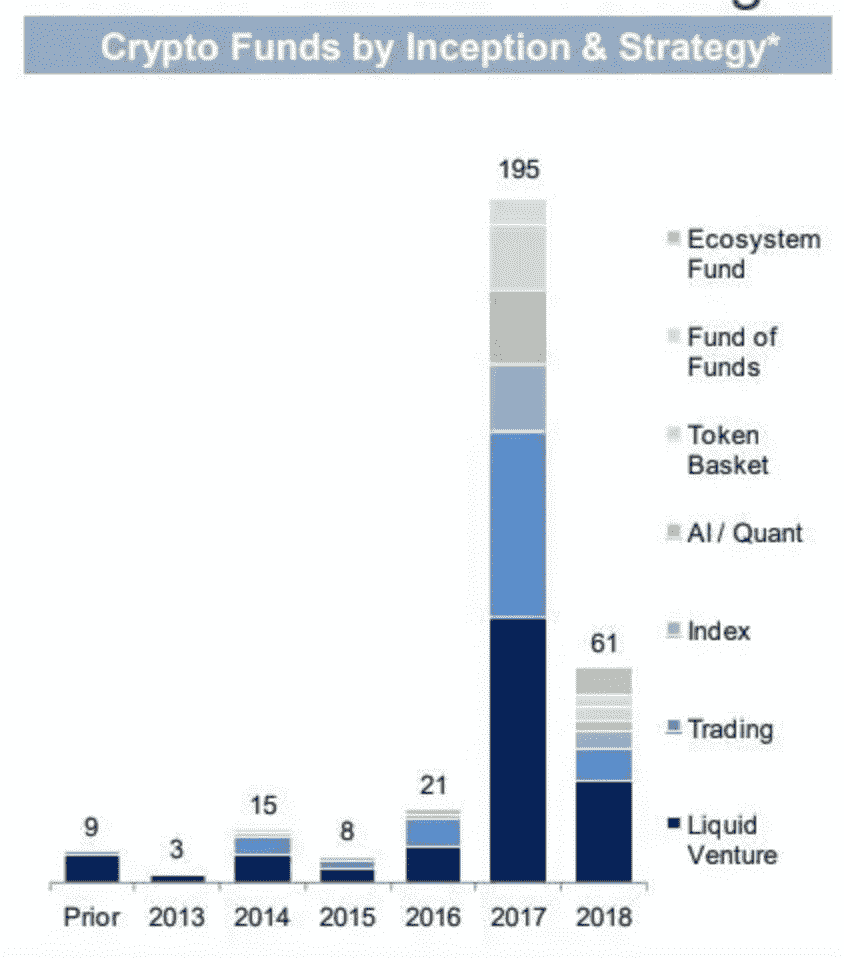 Crypto Funds by Inception & Strategy*
195
Ecosystem
Fund
Fund of
Funds
Token
Basket
AI / Quant
61
Index
Trading
21
15
9
8
3
Liquid
Venture
Prior 2013 2014 2015 2016 2017 2018